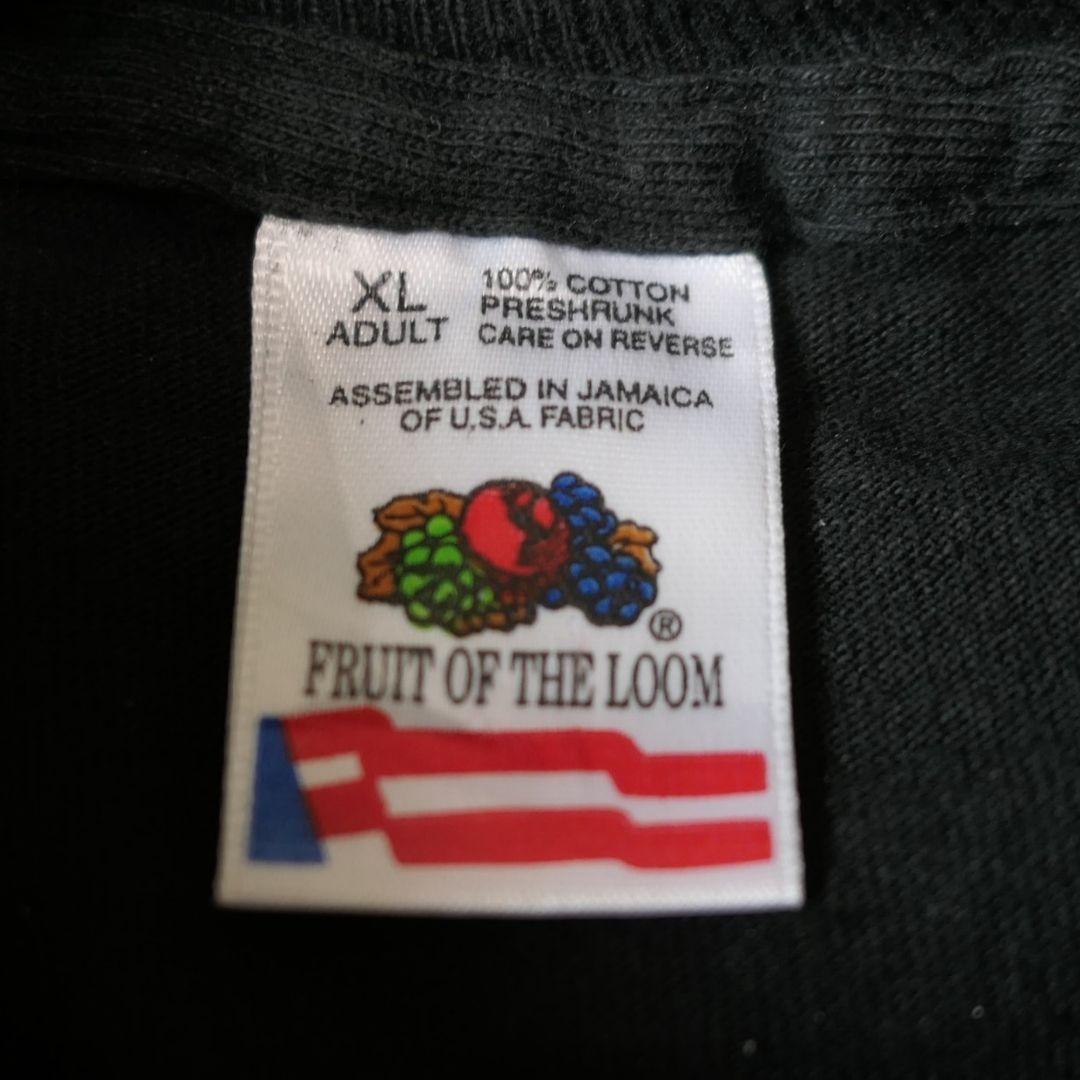 XL
ADULT
100% COTTON
PRESHRUNK
CARE ON REVERSE
ASSEMBLED IN JAMAICA
OF U.S.A. FABRIC
®
FRUIT OF THE LOOM